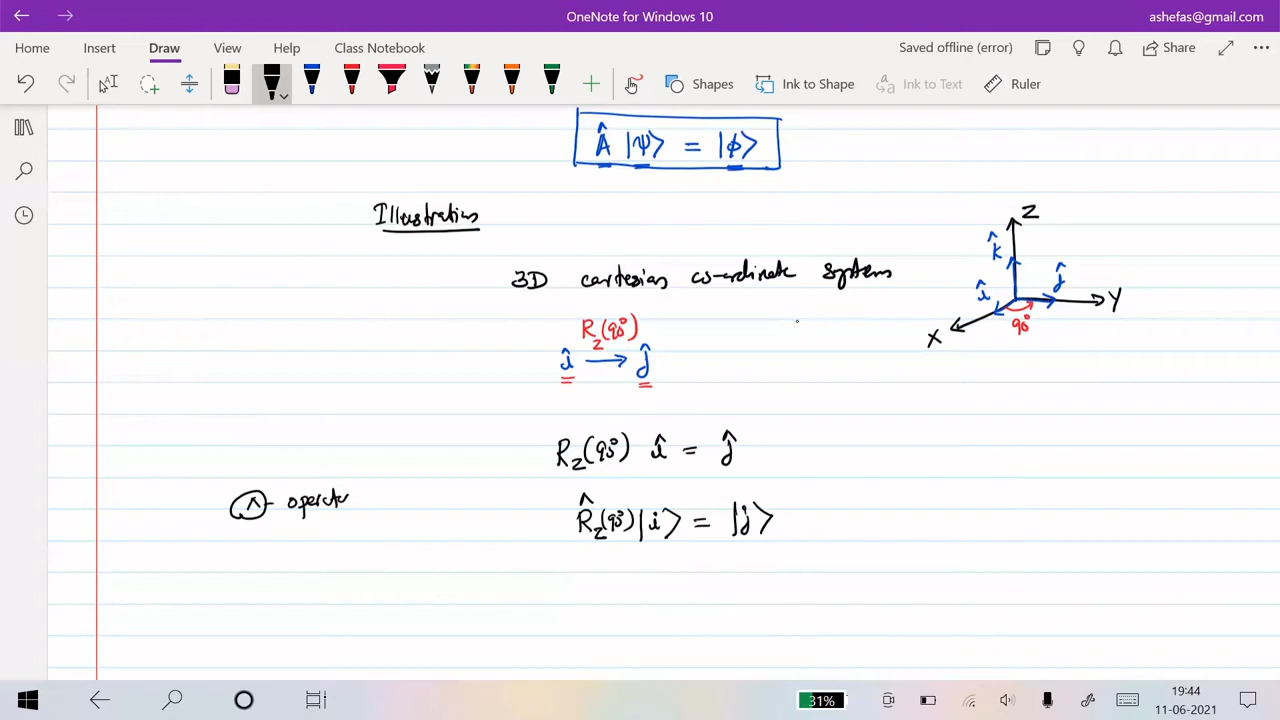 OneNote for Windows 10
ashefas@gmail.com
Home Insert Draw View Help Class Notebook
Saved offline (error) Share
Shapes Ink to Shape Ink to Text Ruler
Â |Ψ⟩ = |ϕ⟩
Illustration
3D cartesian co-ordinate system
Z
k̂
î ĵ
X 90° Y
R_z(90°)
î → ĵ
R_z(90°) î = ĵ
^ - operator
R̂_z(90°)|i⟩ = |j⟩
31%
19:44
11-06-2021